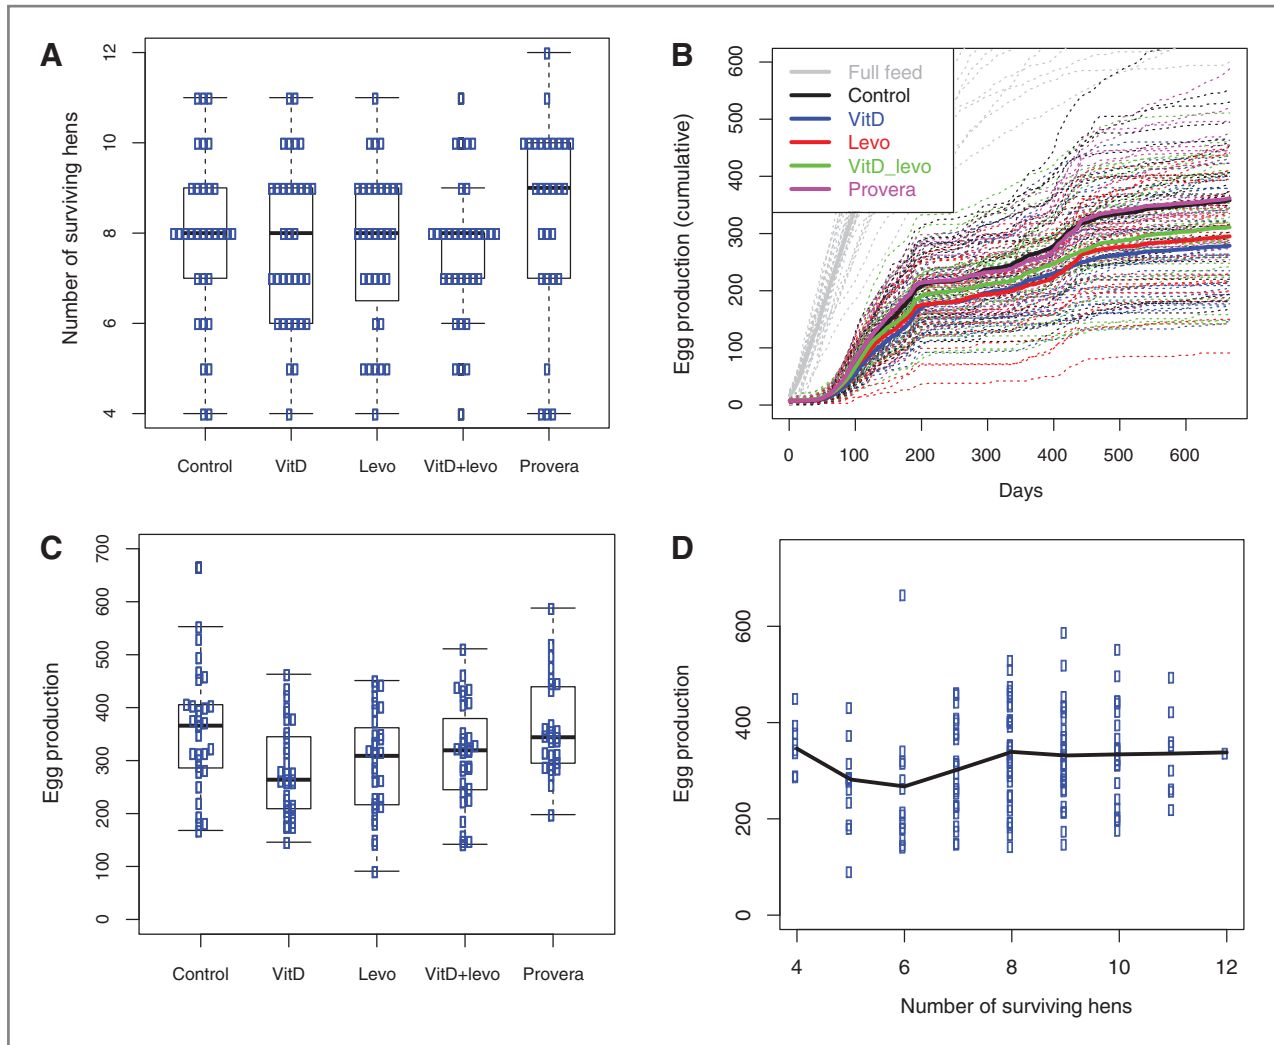 A
Number of surviving hens
12
10
8
6
4
Control VitD Levo VitD+levo Provera
B
Egg production (cumulative)
600
500
400
300
200
100
0
Full feed
Control
VitD
Levo
VitD_levo
Provera
0 100 200 300 400 500 600
Days
C
Egg production
700
600
500
400
300
200
100
0
Control VitD Levo VitD+levo Provera
D
Egg production
600
400
200
0
4 6 8 10 12
Number of surviving hens